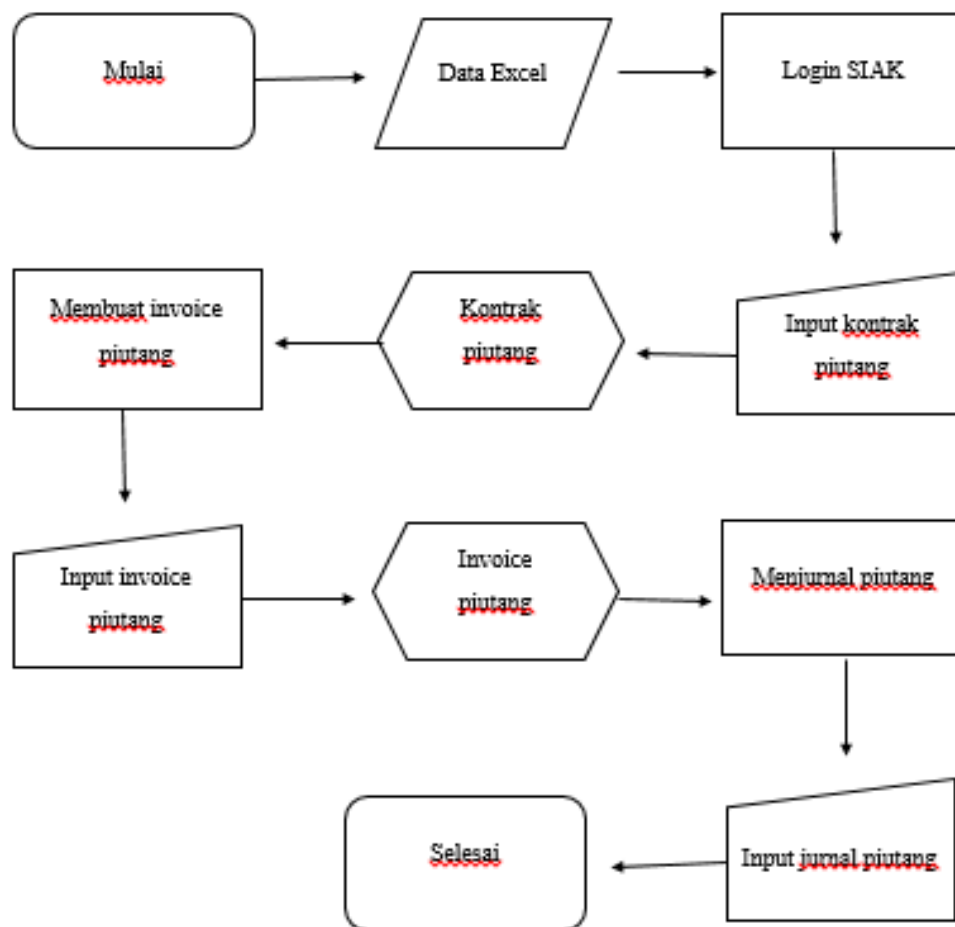 Mulai
Data Excel
Login SIAK
Input kontrak
piutang
Kontrak
piutang
Membuat invoice
piutang
Input invoice
piutang
Invoice
piutang
Menjurnal piutang
Input jurnal piutang
Selesai